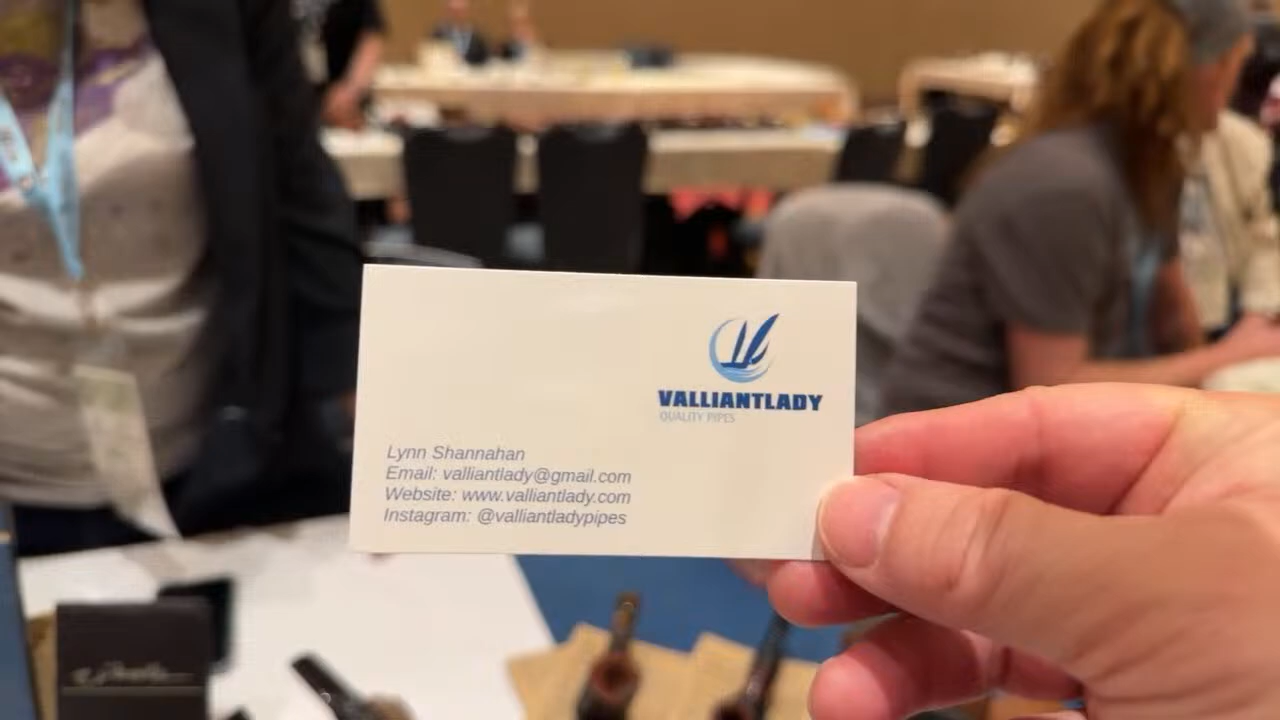 VALLIANTLADY
QUALITY PIPES
Lynn Shannahan
Email: valliantlady@gmail.com
Website: www.valliantlady.com
Instagram: @valliantladypipes